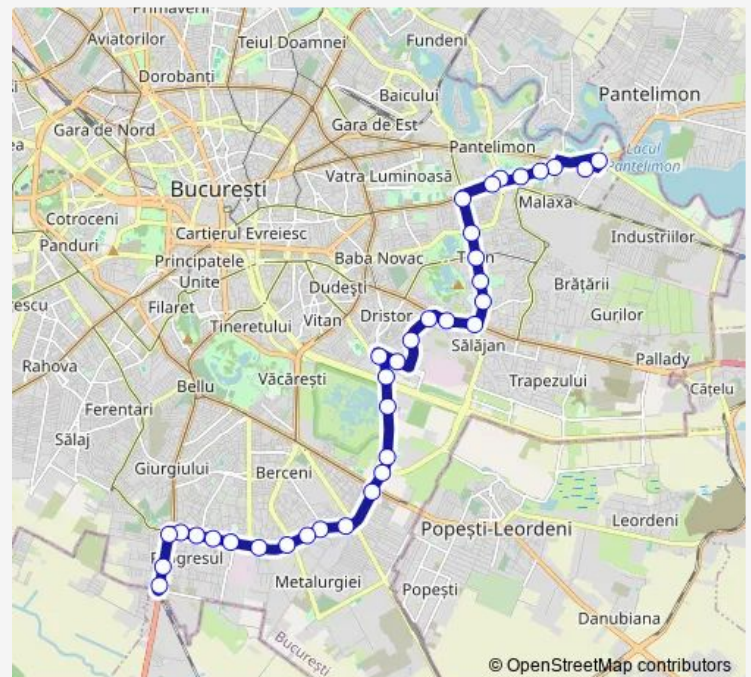 Primăverii
Aviatorilor
Teiul Doamnei
Fundeni
Dorobanți
Baicului
Pantelimon
Gara de Nord
Gara de Est
Pantelimon
Lacul
Pantelimon
București
Vatra Luminoasă
Malaxa
Cotroceni
Cartierul Evreiesc
Industriilor
Panduri
Principatele
Unite
Baba Novac
Dudești
Brățării
Filaret
Tineretului
Vitan
Dristor
Gurilor
Sălăjan
Rahova
Bellu
Văcărești
Trapezului
Pallady
Cățelu
Ferentari
Sălaj
Giurgiului
Berceni
Popești-Leordeni
Leordeni
Metalurgiei
Popești
Danubiana
București
© OpenStreetMap contributors